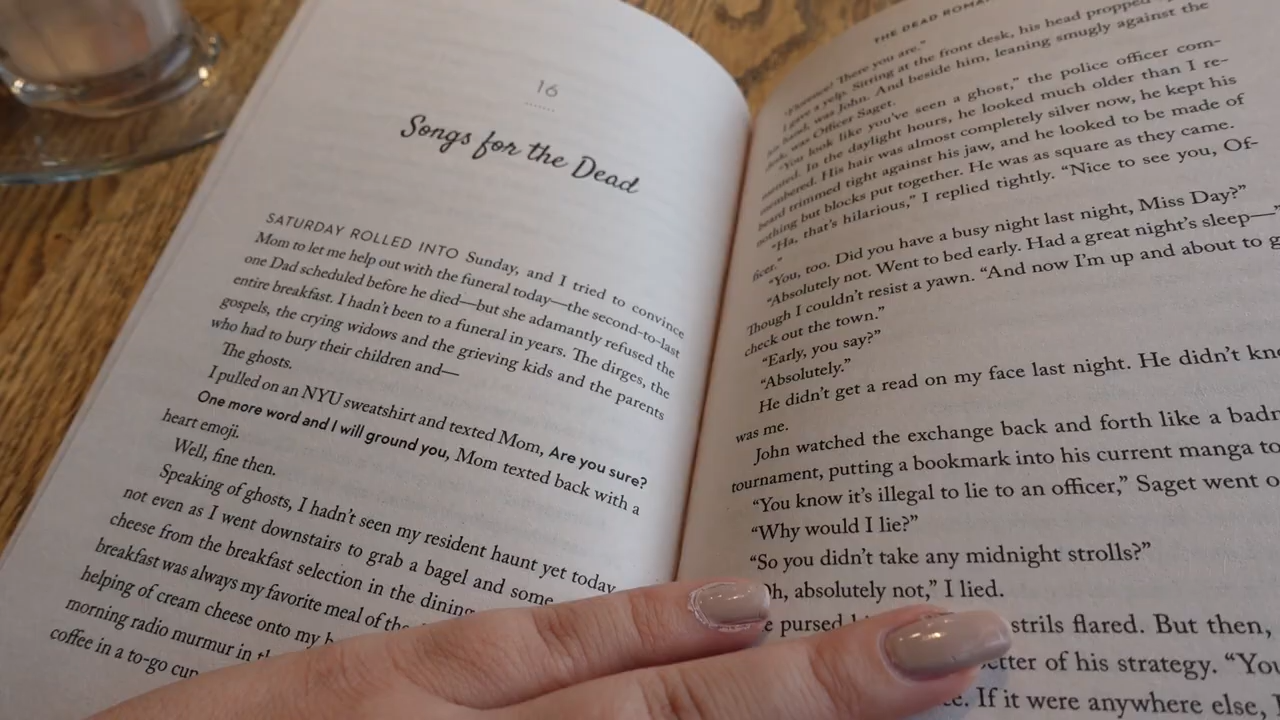 16
Songs for the Dead
SATURDAY ROLLED INTO Sunday, and I tried to convince
Mom to let me help out with the funeral today—the second-to-last
one Dad scheduled before he died—but she adamantly refused the
entire breakfast. I hadn't been to a funeral in years. The dirges, the
gospels, the crying widows and the grieving kids and the parents
who had to bury their children and—
The ghosts.
I pulled on an NYU sweatshirt and texted Mom, Are you sure?
One more word and I will ground you, Mom texted back with a
heart emoji.
Well, fine then.
Speaking of ghosts, I hadn't seen my resident haunt yet today,
not even as I went downstairs to grab a bagel and some
cheese from the breakfast selection in the dining
breakfast was always my favorite meal of the
helping of cream cheese onto my
morning radio murmur in
coffee in a to-go cup
THE DEAD
"Florence! There you are."
I gave a yelp. Sitting at the front desk, his head propped
his hand, was John. And beside him, leaning smugly against the
desk, was Officer Saget.
"You look like you've seen a ghost," the police officer com-
mented. In the daylight hours, he looked much older than I re-
membered. His hair was almost completely silver now, he kept his
beard trimmed tight against his jaw, and he looked to be made of
nothing but blocks put together. He was as square as they came.
"Ha, that's hilarious," I replied tightly. "Nice to see you, Of-
ficer."
"You, too. Did you have a busy night last night, Miss Day?"
"Absolutely not. Went to bed early. Had a great night's sleep—"
Though I couldn't resist a yawn. "And now I'm up and about to
check out the town."
"Early, you say?"
"Absolutely."
He didn't get a read on my face last night. He didn't
was me.
John watched the exchange back and forth like a
tournament, putting a bookmark into his current manga
"You know it's illegal to lie to an officer," Saget went
"Why would I lie?"
"So you didn't take any midnight strolls?"
"Oh, absolutely not," I lied.
pursed flared. But then,
of his strategy. "You
If it were anywhere else,